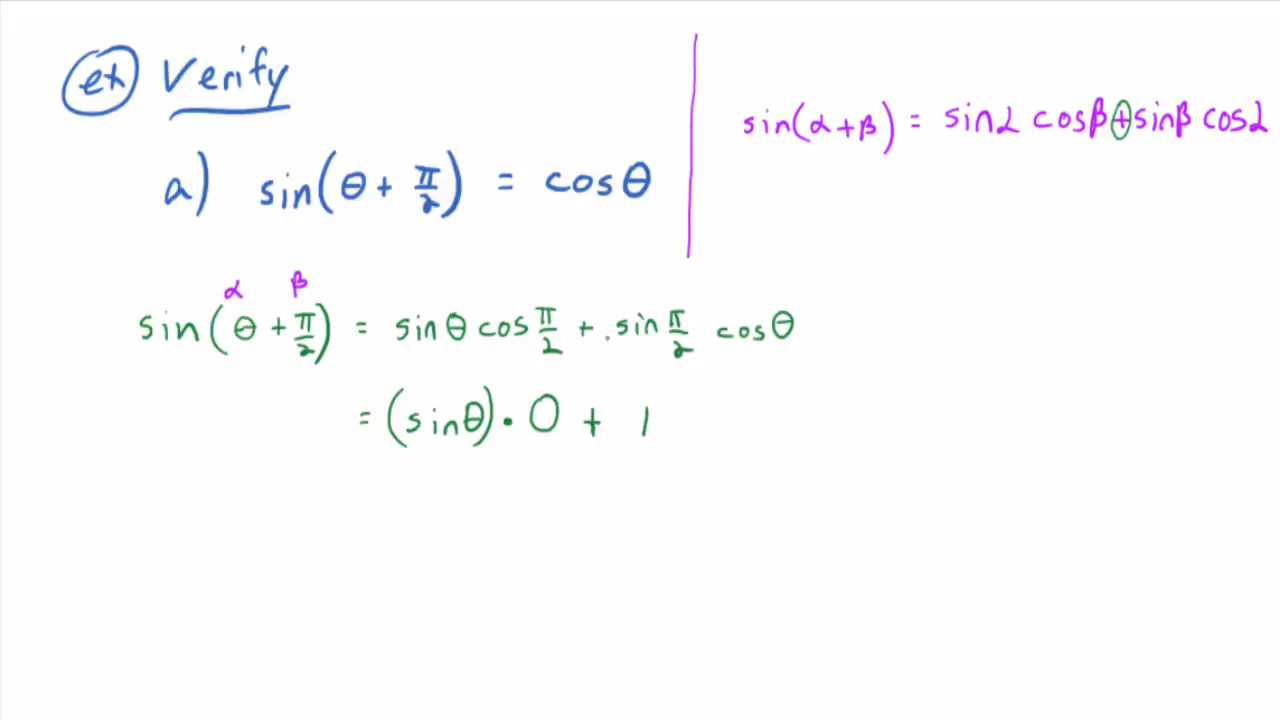 ex Verify
sin(α+β) = sinα cosβ + sinβ cosα
a) sin(θ + π/2) = cosθ
α β
sin(θ + π/2) = sinθ cos π/2 + sin π/2 cosθ
= (sinθ) · 0 + 1